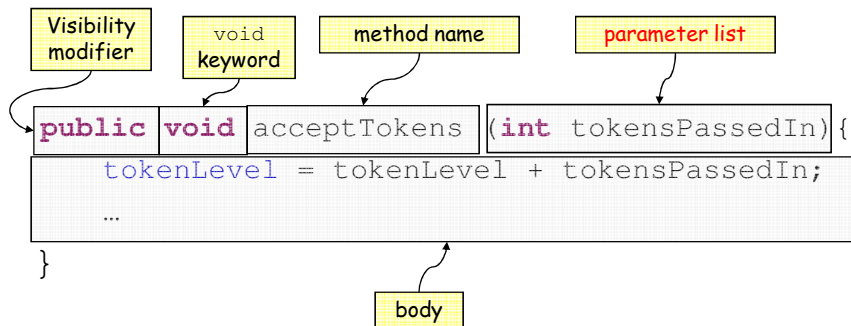 Visibility
modifier
void
keyword
method name
parameter list
public void acceptTokens (int tokensPassedIn){
tokenLevel = tokenLevel + tokensPassedIn;
…
}
body